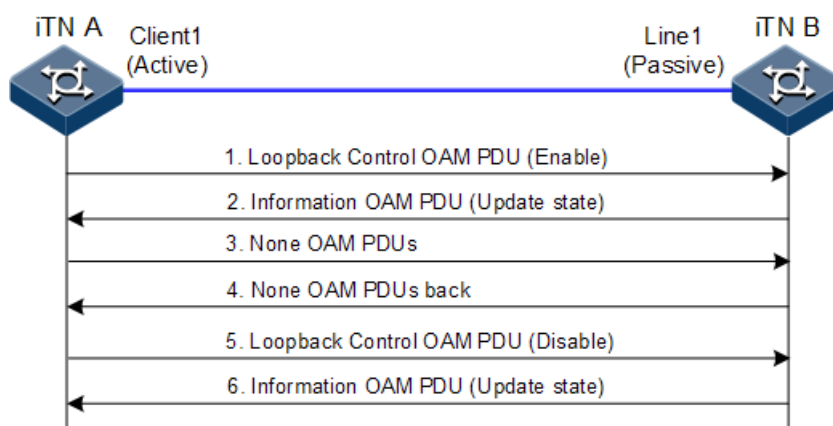 iTN A
Client1
(Active)
Line1
(Passive)
iTN B
1. Loopback Control OAM PDU (Enable)
2. Information OAM PDU (Update state)
3. None OAM PDUs
4. None OAM PDUs back
5. Loopback Control OAM PDU (Disable)
6. Information OAM PDU (Update state)